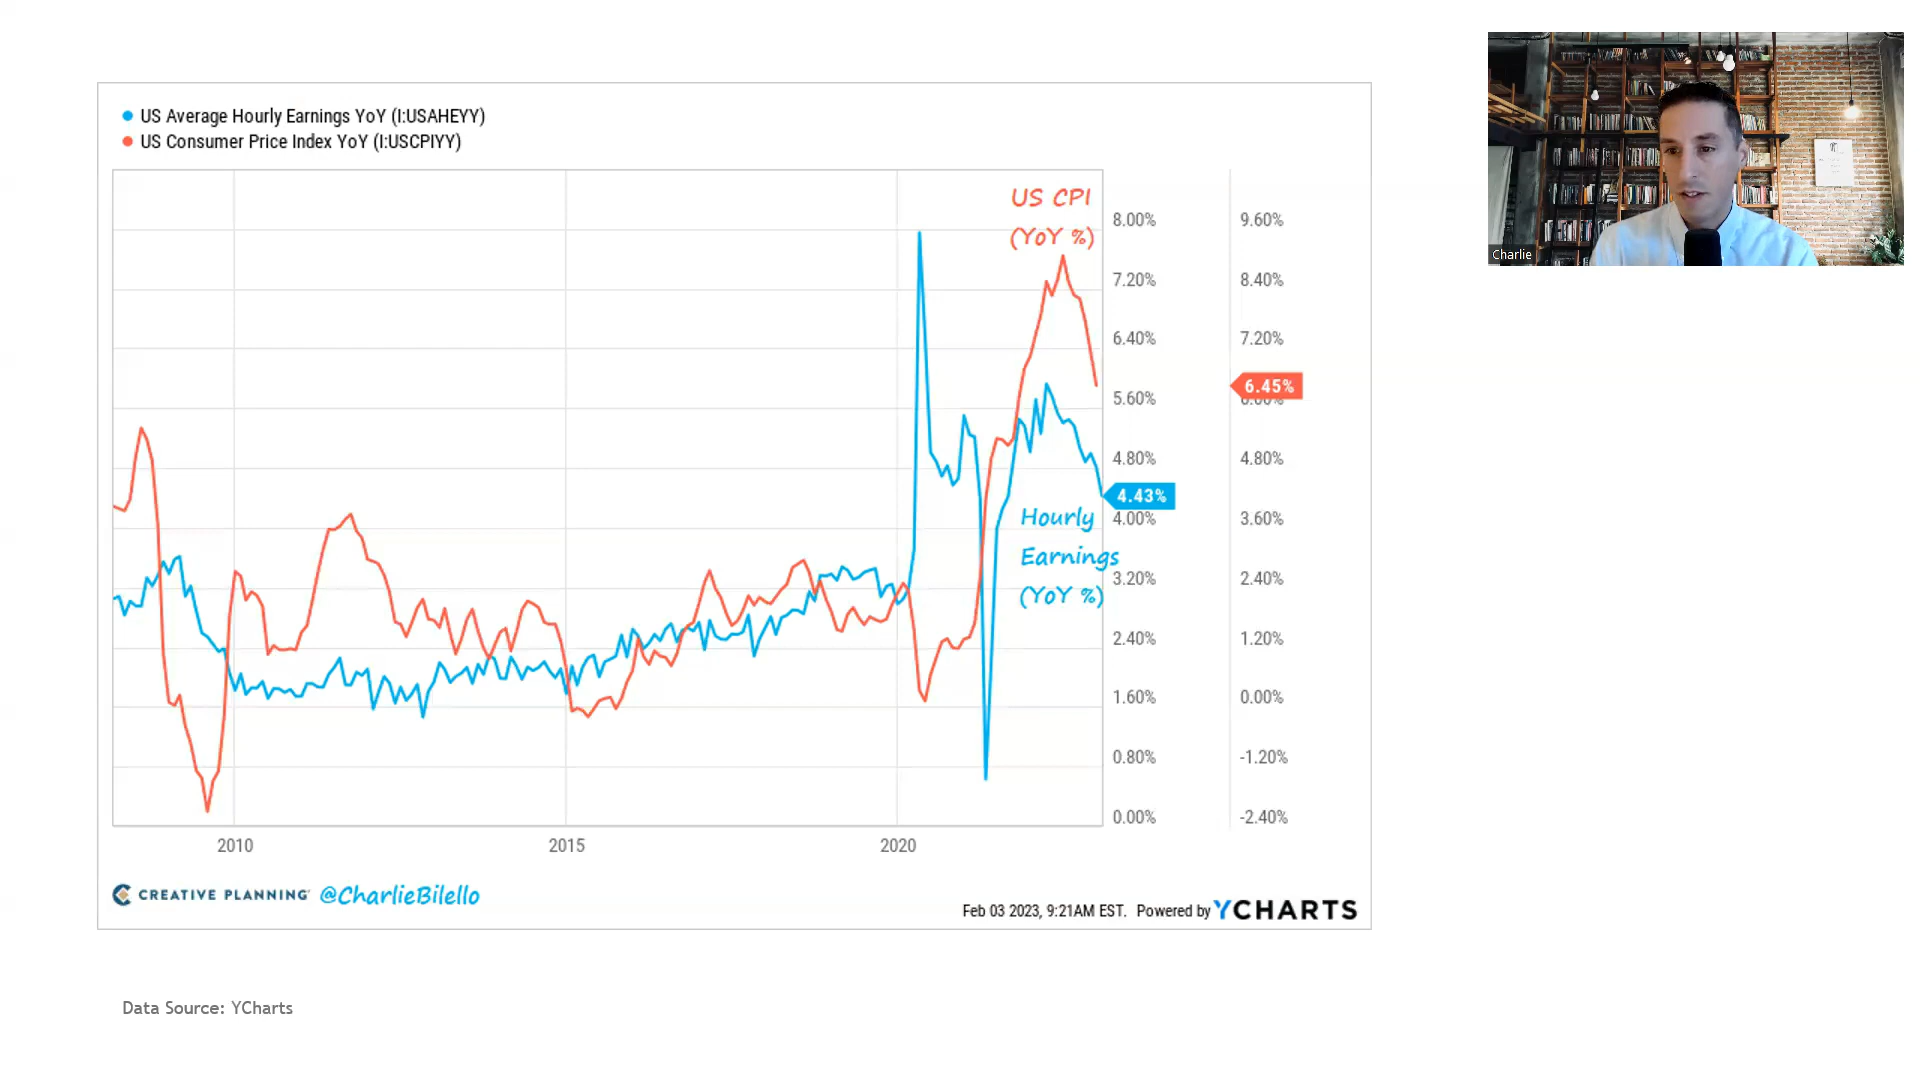 US Average Hourly Earnings YoY (I:USAHEYY)
US Consumer Price Index YoY (I:USCPIYY)
US CPI
(YoY %)
8.00%
9.60%
7.20%
8.40%
6.40%
7.20%
5.60%
6.45%
6.00%
4.80%
4.80%
4.43%
4.00%
3.60%
Hourly
Earnings
(YoY %)
3.20%
2.40%
2.40%
1.20%
1.60%
0.00%
0.80%
-1.20%
0.00%
-2.40%
2010
2015
2020
CREATIVE PLANNING
@CharlieBilello
Feb 03 2023, 9:21AM EST. Powered by YCHARTS
Data Source: YCharts
Charlie